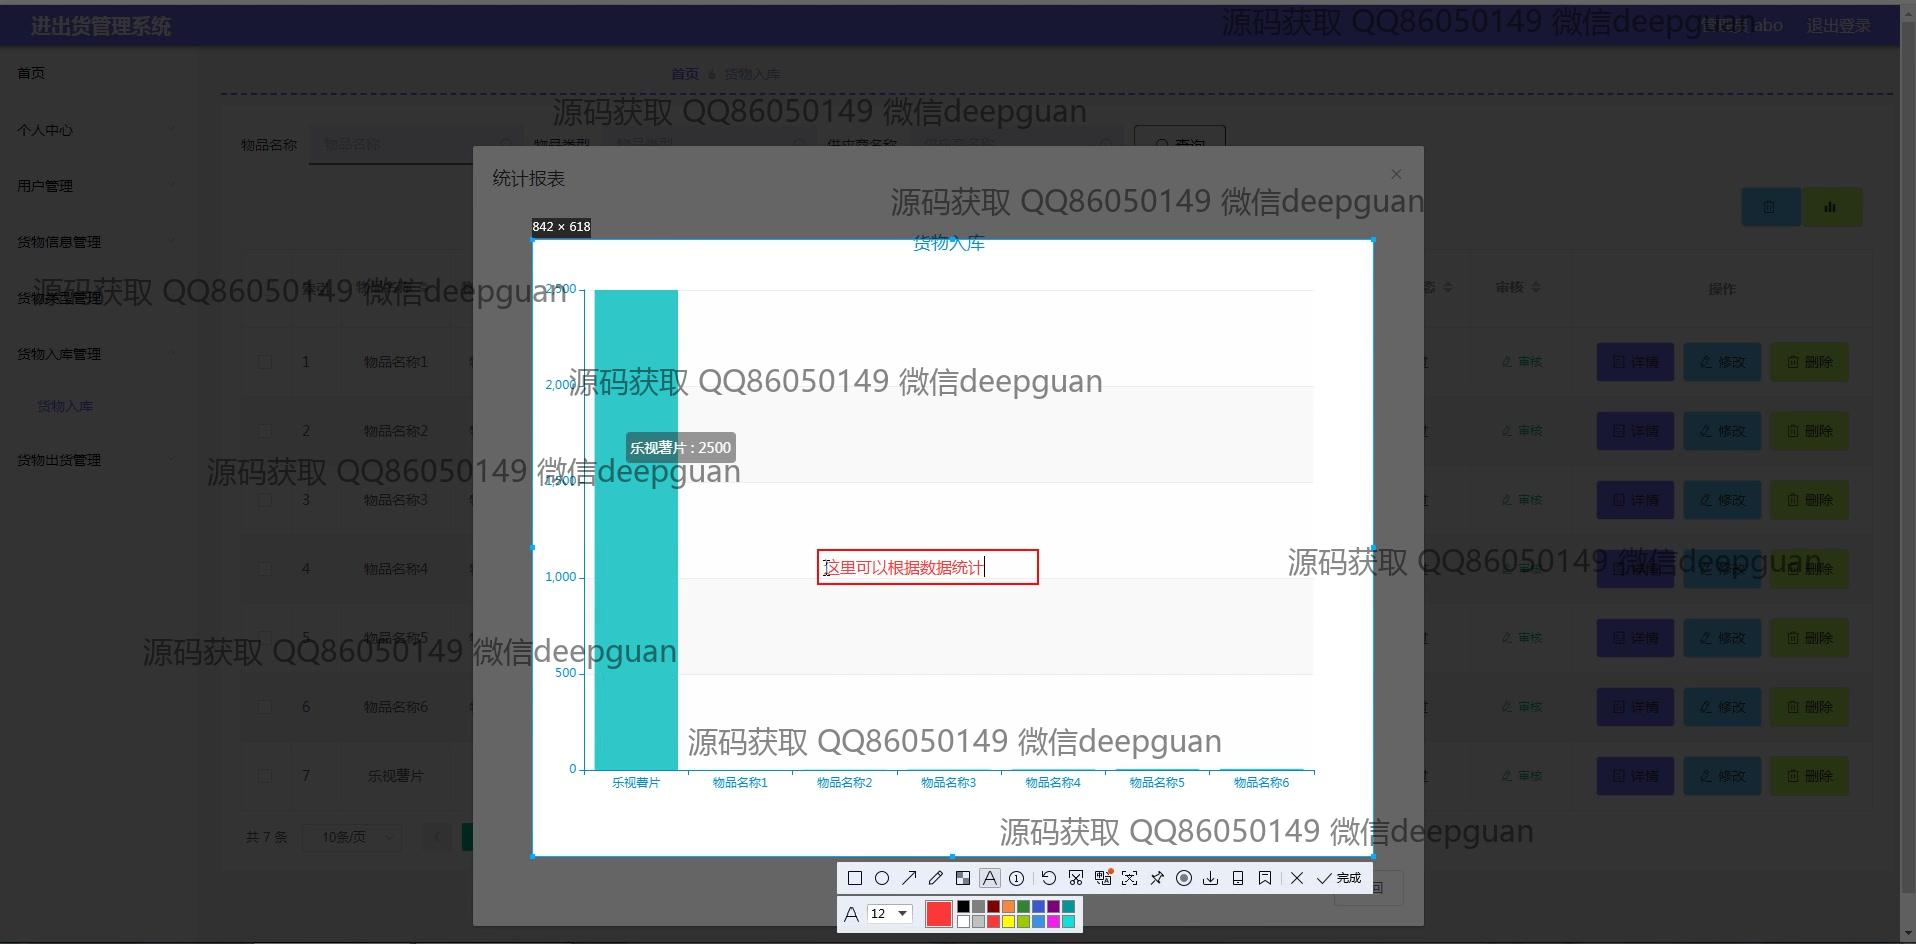 进出货管理系统
源码获取 QQ86050149 微信deepguan
管理员 abo
退出登录
首页
个人中心
用户管理
货物信息管理
货物类型管理
货物入库管理
货物入库
货物出货管理
首页
货物入库
源码获取 QQ86050149 微信deepguan
物品名称
物品名称
物品类型
物品类型
供应商名称
供应商名称
查询
统计报表
源码获取 QQ86050149 微信deepguan
842 × 618
货物入库
源码获取 QQ86050149 微信deepguan
审核
操作
2,500
2,000
1,500
1,000
500
0
源码获取 QQ86050149 微信deepguan
乐视薯片 : 2500
源码获取 QQ86050149 微信deepguan
这里可以根据数据统计
源码获取 QQ86050149 微信deepguan
源码获取 QQ86050149 微信deepguan
源码获取 QQ86050149 微信deepguan
乐视薯片 物品名称1 物品名称2 物品名称3 物品名称4 物品名称5 物品名称6
源码获取 QQ86050149 微信deepguan
1 物品名称1 审核 详情 修改 删除
2 物品名称2 审核 详情 修改 删除
3 物品名称3 审核 详情 修改 删除
4 物品名称4 审核 详情 修改 删除
5 物品名称5 审核 详情 修改 删除
6 物品名称6 审核 详情 修改 删除
7 乐视薯片 审核 详情 修改 删除
共 7 条
10条/页
完成
12